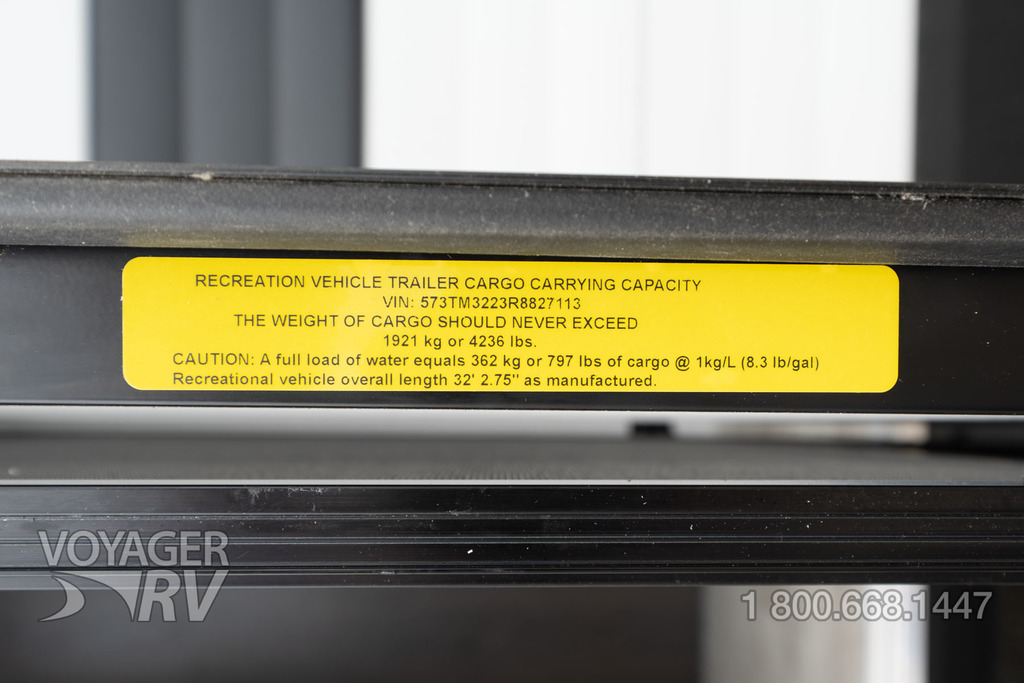 RECREATION VEHICLE TRAILER CARGO CARRYING CAPACITY
VIN: 573TM3223R8827113
THE WEIGHT OF CARGO SHOULD NEVER EXCEED
1921 kg or 4236 lbs.
CAUTION: A full load of water equals 362 kg or 797 lbs of cargo @ 1kg/L (8.3 lb/gal)
Recreational vehicle overall length 32' 2.75" as manufactured.
VOYAGER
RV
1 800.668.1447